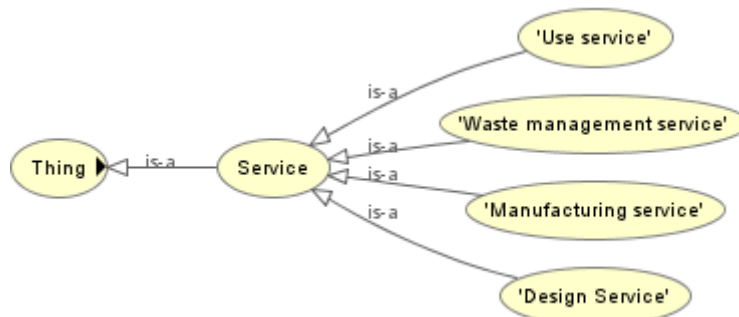 'Use service'
is-a
'Waste management service'
is-a
Thing
is-a
Service
is-a
'Manufacturing service'
is-a
'Design Service'